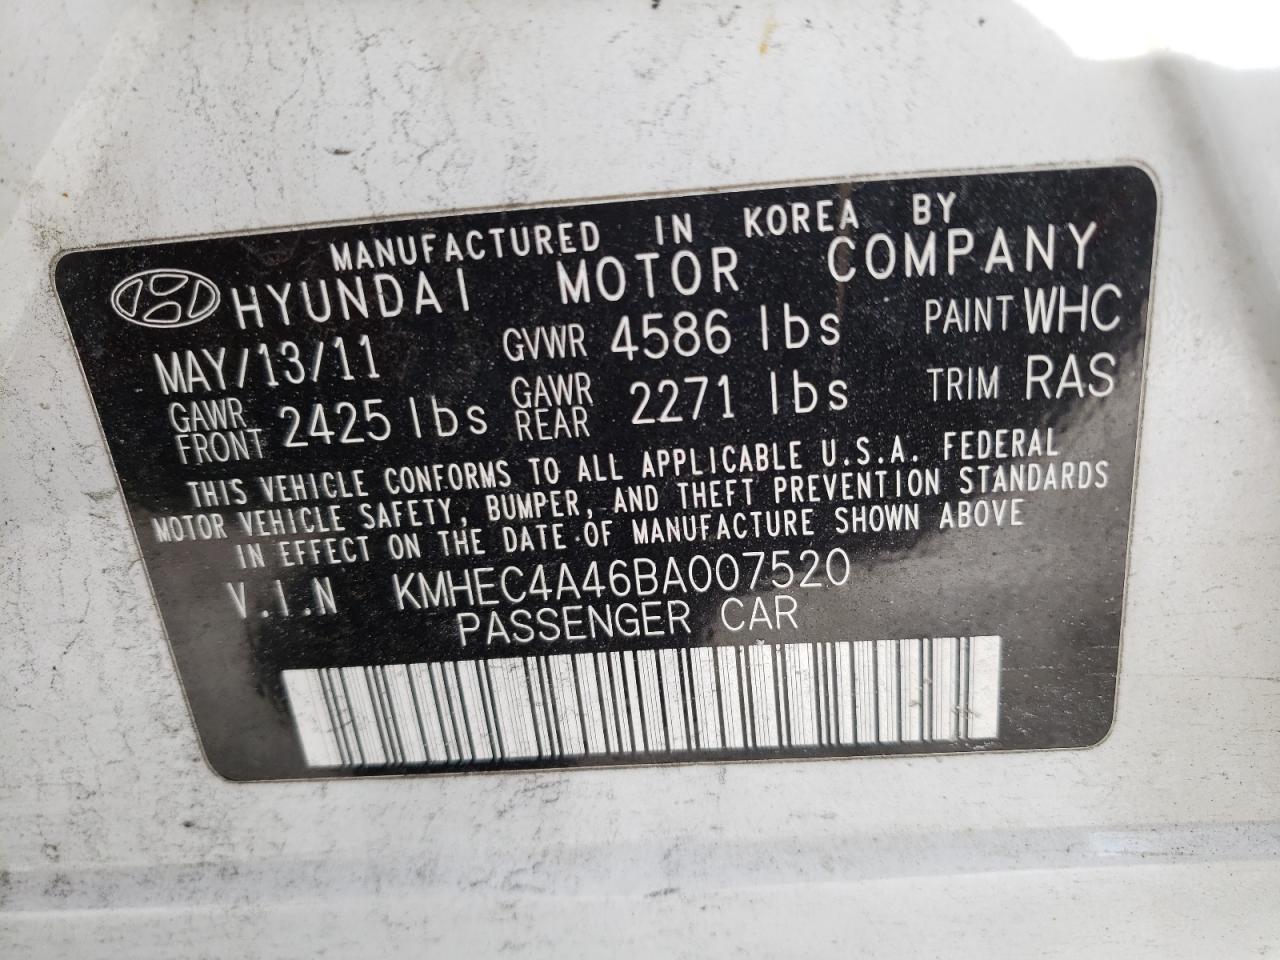 MANUFACTURED IN KOREA BY
HYUNDAI MOTOR COMPANY
MAY/13/11 GVWR 4586 lbs PAINT WHC
GAWR FRONT 2425 lbs GAWR REAR 2271 lbs TRIM RAS
THIS VEHICLE CONFORMS TO ALL APPLICABLE U.S.A. FEDERAL
MOTOR VEHICLE SAFETY, BUMPER, AND THEFT PREVENTION STANDARDS
IN EFFECT ON THE DATE OF MANUFACTURE SHOWN ABOVE
V.I.N KMHEC4A46BA007520
PASSENGER CAR